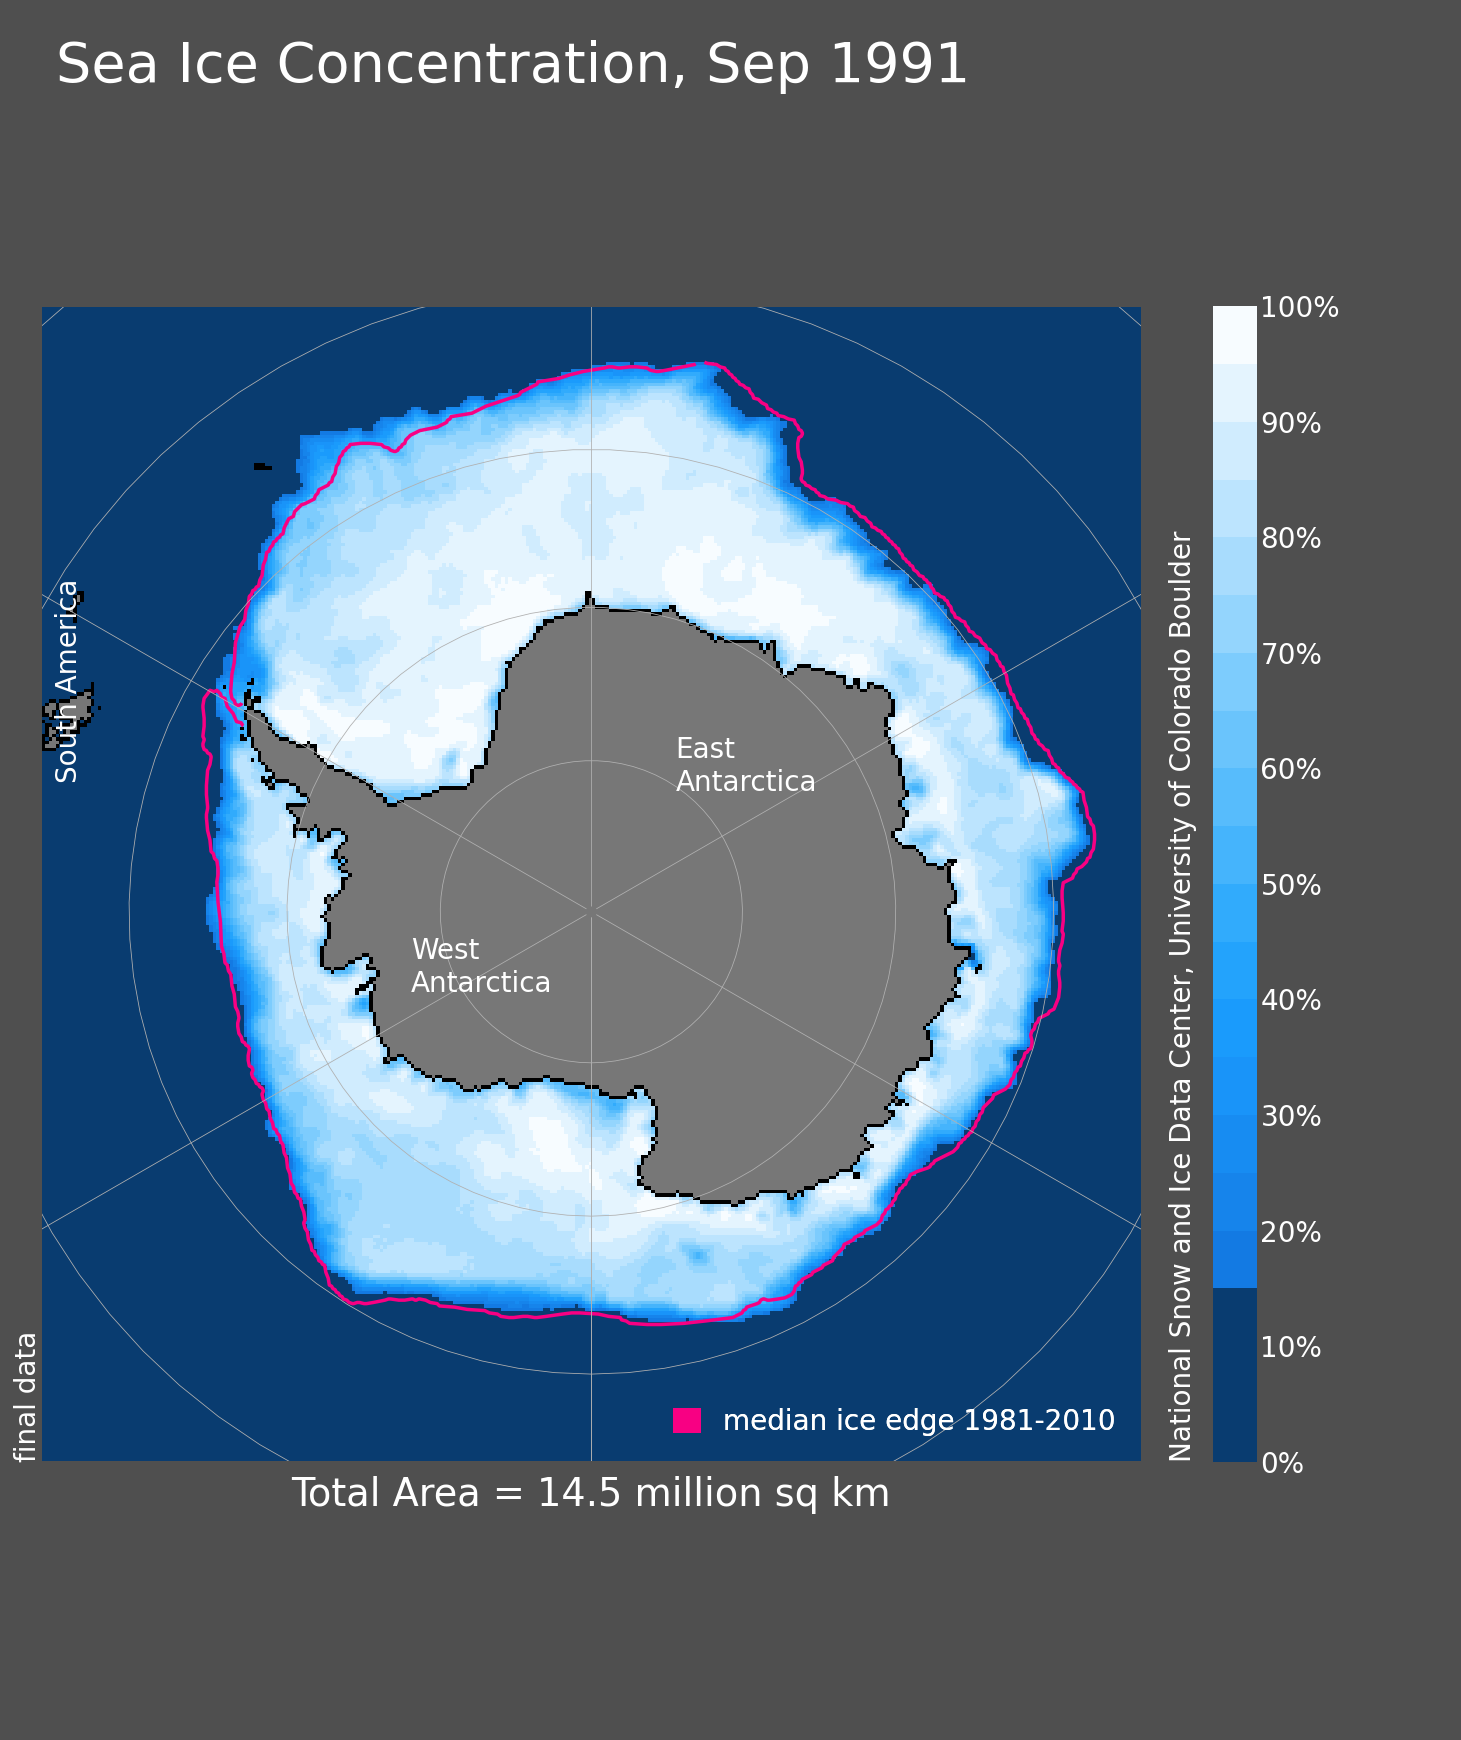 Sea Ice Concentration, Sep 1991
South America
East
Antarctica
West
Antarctica
final data
median ice edge 1981-2010
Total Area = 14.5 million sq km
National Snow and Ice Data Center, University of Colorado Boulder
100%
90%
80%
70%
60%
50%
40%
30%
20%
10%
0%